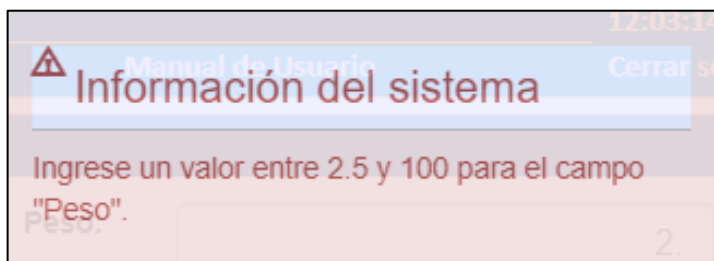 12:03:14
Manual de Usuario
Cerrar se
Información del sistema
Ingrese un valor entre 2.5 y 100 para el campo
"Peso".
Peso:
2.